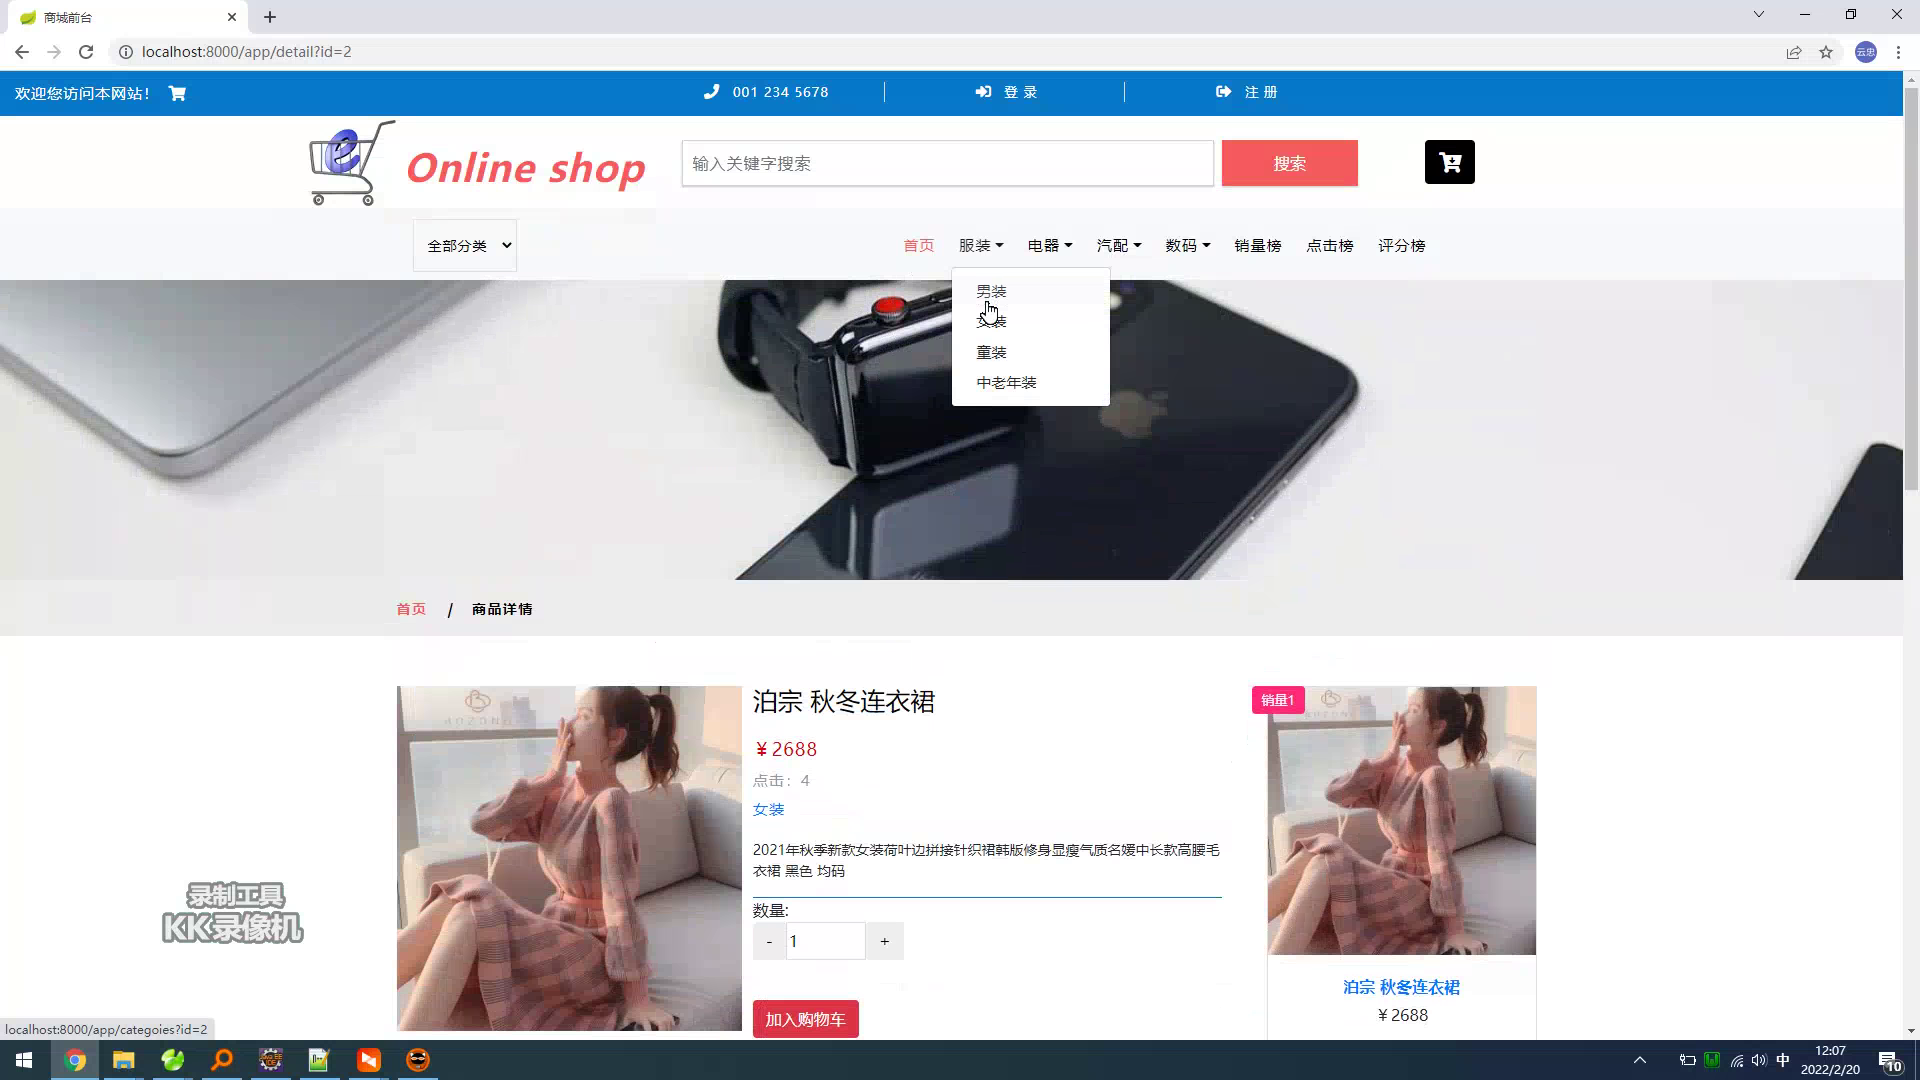 商城前台
localhost:8000/app/detail?id=2
云忠
欢迎您访问本网站！
001 234 5678
登 录
注 册
Online shop
输入关键字搜索
搜索
全部分类
首页 服装 电器 汽配 数码 销量榜 点击榜 评分榜
男装
女装
童装
中老年装
首页 / 商品详情
泊宗 秋冬连衣裙
¥2688
点击：4
女装
2021年秋季新款女装荷叶边拼接针织裙韩版修身显瘦气质名媛中长款高腰毛
衣裙 黑色 均码
数量:
- 1 +
加入购物车
销量1
泊宗 秋冬连衣裙
¥2688
录制工具
KK录像机
localhost:8000/app/categoies?id=2
中
12:07
2022/2/20
10